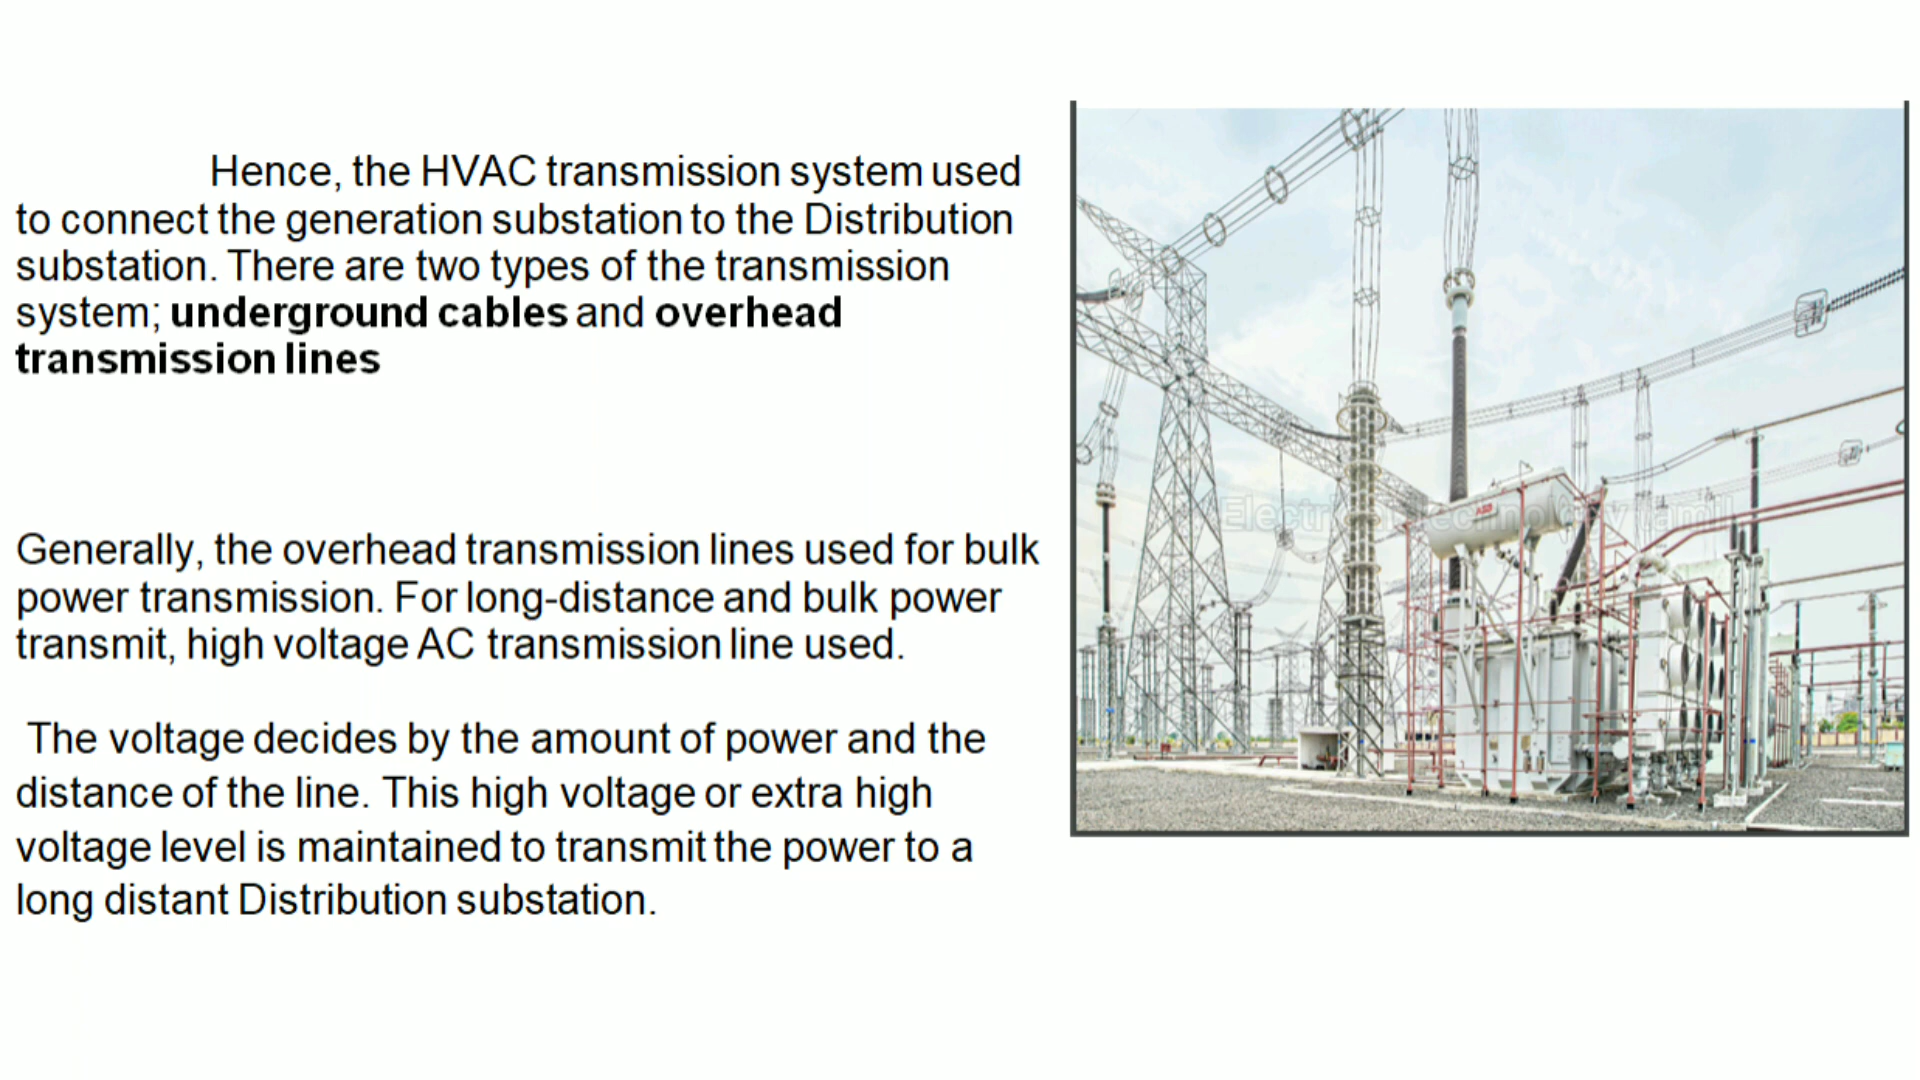 Hence, the HVAC transmission system used
to connect the generation substation to the Distribution
substation. There are two types of the transmission
system; underground cables and overhead
transmission lines
Generally, the overhead transmission lines used for bulk
power transmission. For long-distance and bulk power
transmit, high voltage AC transmission line used.
The voltage decides by the amount of power and the
distance of the line. This high voltage or extra high
voltage level is maintained to transmit the power to a
long distant Distribution substation.
ABB